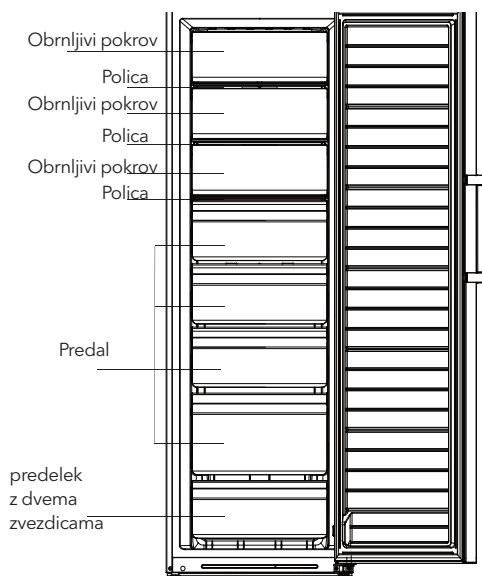 Obrnljivi pokrov
Polica
Obrnljivi pokrov
Polica
Obrnljivi pokrov
Polica
Predal
predelek
z dvema
zvezdicama